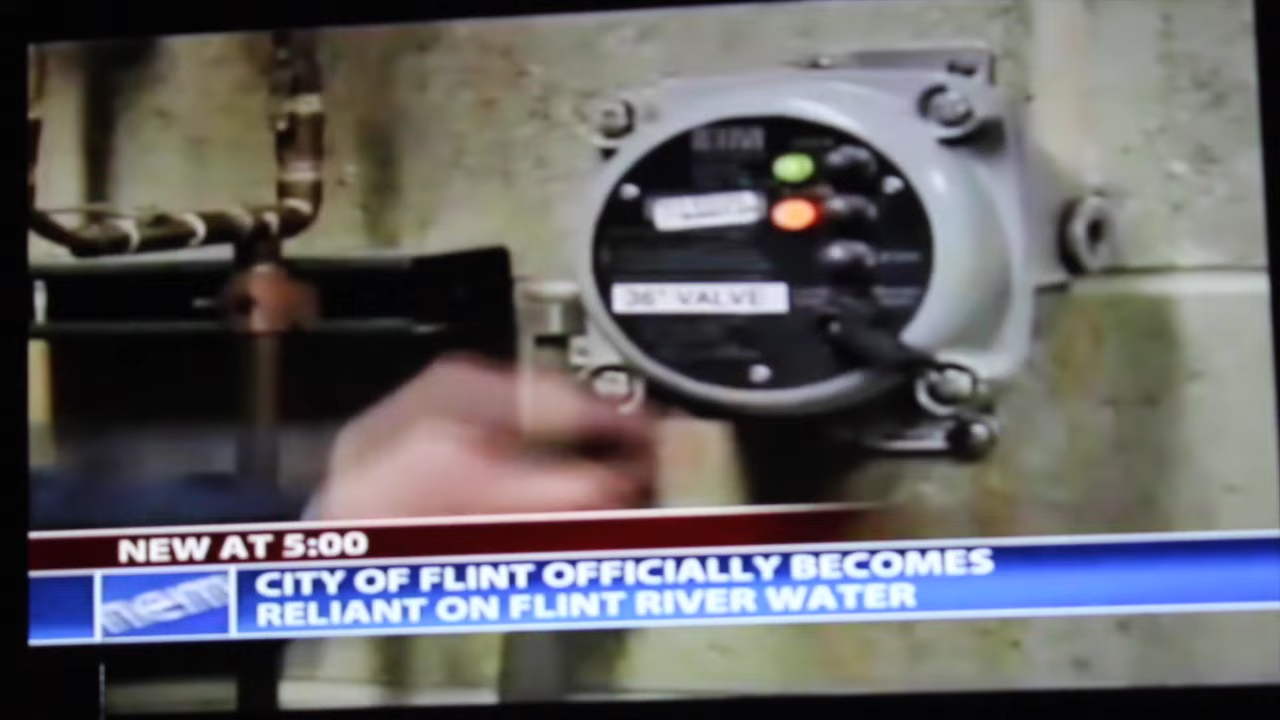 36" VALVE
NEW AT 5:00
CITY OF FLINT OFFICIALLY BECOMES
RELIANT ON FLINT RIVER WATER